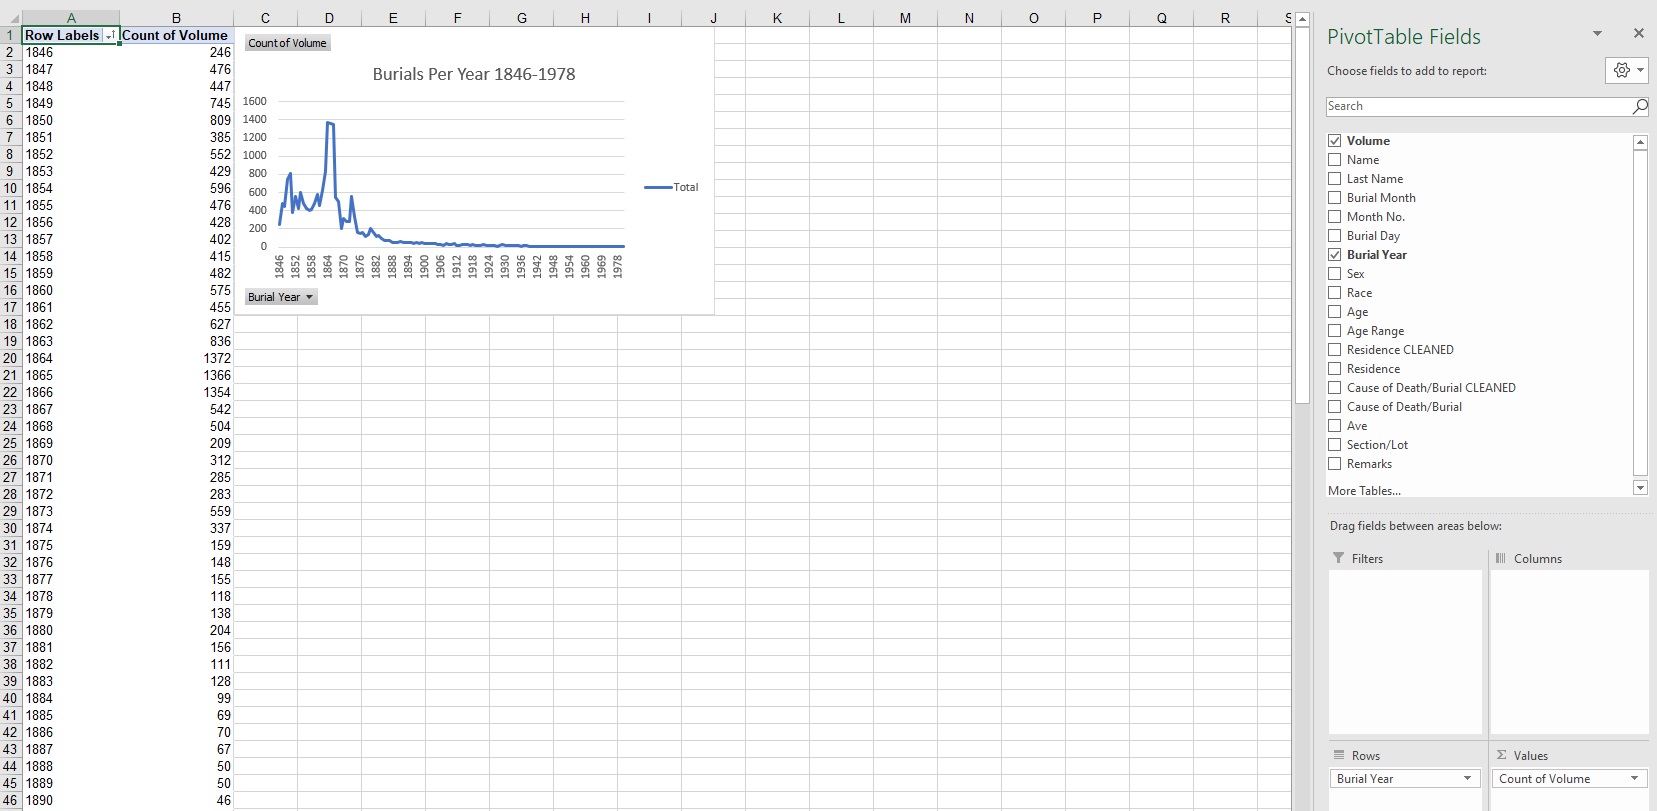 A B C D E F G H I J K L M N O P Q R S
1 Row Labels Count of Volume
2 1846 246
3 1847 476
4 1848 447
5 1849 745
6 1850 809
7 1851 385
8 1852 552
9 1853 429
10 1854 596
11 1855 476
12 1856 428
13 1857 402
14 1858 415
15 1859 482
16 1860 575
17 1861 455
18 1862 627
19 1863 836
20 1864 1372
21 1865 1366
22 1866 1354
23 1867 542
24 1868 504
25 1869 209
26 1870 312
27 1871 285
28 1872 283
29 1873 559
30 1874 337
31 1875 159
32 1876 148
33 1877 155
34 1878 118
35 1879 138
36 1880 204
37 1881 156
38 1882 111
39 1883 128
40 1884 99
41 1885 69
42 1886 70
43 1887 67
44 1888 50
45 1889 50
46 1890 46
Count of Volume
Burials Per Year 1846-1978
1600
1400
1200
1000
800
600
400
200
0
1846 1852 1858 1864 1870 1876 1882 1888 1894 1900 1906 1912 1918 1924 1930 1936 1942 1948 1954 1960 1969 1978
Total
Burial Year
PivotTable Fields
Choose fields to add to report:
Search
Volume
Name
Last Name
Burial Month
Month No.
Burial Day
Burial Year
Sex
Race
Age
Age Range
Residence CLEANED
Residence
Cause of Death/Burial CLEANED
Cause of Death/Burial
Ave
Section/Lot
Remarks
More Tables...
Drag fields between areas below:
Filters
Columns
Rows
Σ Values
Burial Year
Count of Volume